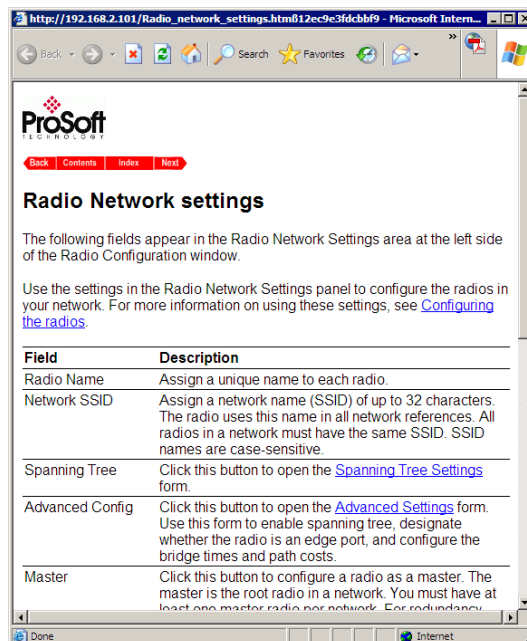 http://192.168.2.101/Radio_network_settings.htm812ec9e3fdcbbf9 - Microsoft Intern...
Back
Search
Favorites
»
ProSoft
TECHNOLOGY
Back Contents Index Next
Radio Network settings
The following fields appear in the Radio Network Settings area at the left side
of the Radio Configuration window.
Use the settings in the Radio Network Settings panel to configure the radios in
your network. For more information on using these settings, see Configuring
the radios.
Field Description
Radio Name Assign a unique name to each radio.
Network SSID Assign a network name (SSID) of up to 32 characters.
The radio uses this name in all network references. All
radios in a network must have the same SSID. SSID
names are case-sensitive.
Spanning Tree Click this button to open the Spanning Tree Settings
form.
Advanced Config Click this button to open the Advanced Settings form.
Use this form to enable spanning tree, designate
whether the radio is an edge port, and configure the
bridge times and path costs.
Master Click this button to configure a radio as a master. The
master is the root radio in a network. You must have at
least one master radio per network. For redundancy
Done
Internet